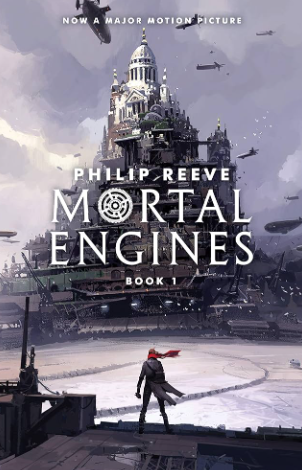 NOW A MAJOR MOTION PICTURE
PHILIP REEVE
MORTAL
ENGINES
BOOK 1